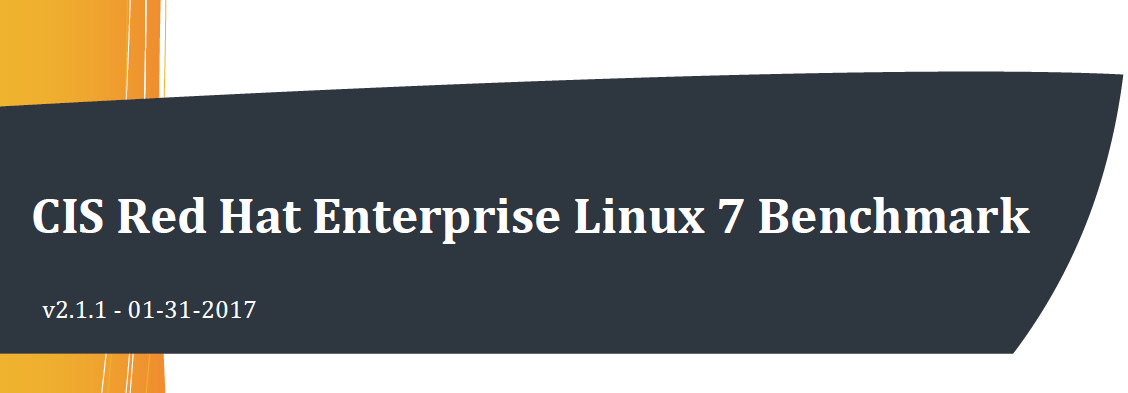 CIS Red Hat Enterprise Linux 7 Benchmark
v2.1.1 - 01-31-2017